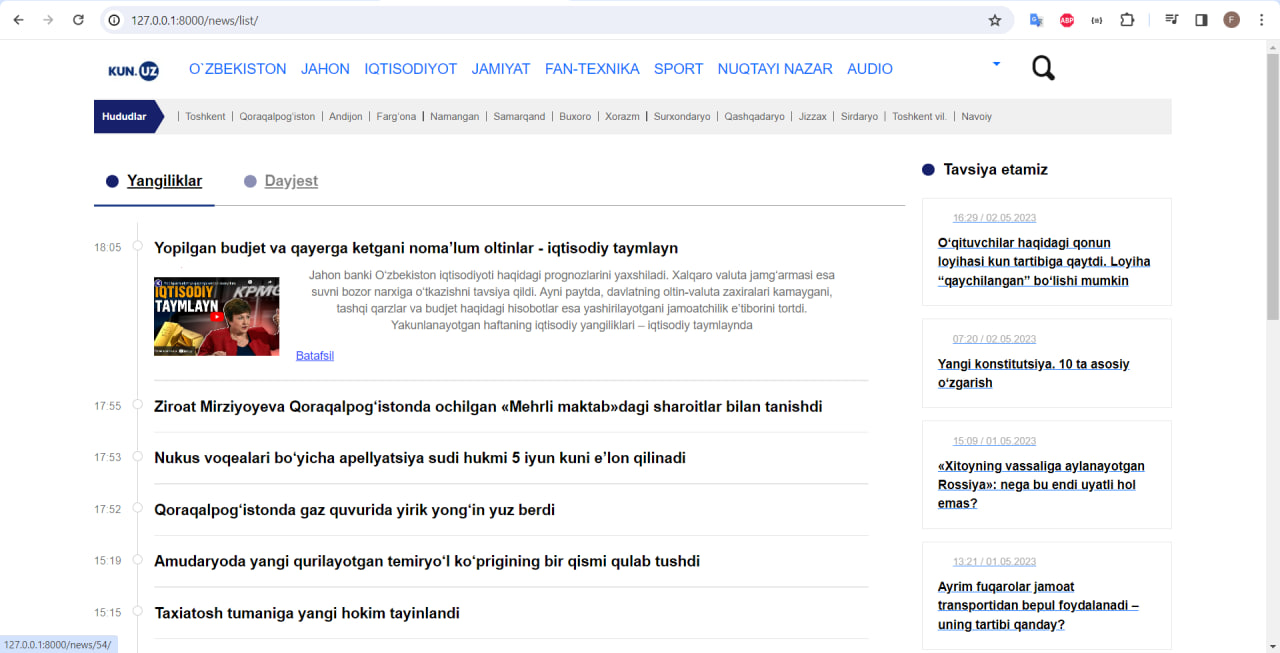 127.0.0.1:8000/news/list/
ABP
F
KUN.UZ
O`ZBEKISTON JAHON IQTISODIYOT JAMIYAT FAN-TEXNIKA SPORT NUQTAYI NAZAR AUDIO
Hududlar | Toshkent | Qoraqalpog‘iston | Andijon | Farg‘ona | Namangan | Samarqand | Buxoro | Xorazm | Surxondaryo | Qashqadaryo | Jizzax | Sirdaryo | Toshkent vil. | Navoiy
Yangiliklar
Dayjest
18:05
Yopilgan budjet va qayerga ketgani noma’lum oltinlar - iqtisodiy taymlayn
IQTISODIY
TAYMLAYN
KPMG
Jahon banki O‘zbekiston iqtisodiyoti haqidagi prognozlarini yaxshiladi. Xalqaro valuta jamg‘armasi esa
suvni bozor narxiga o‘tkazishni tavsiya qildi. Ayni paytda, davlatning oltin-valuta zaxiralari kamaygani,
tashqi qarzlar va budjet haqidagi hisobotlar esa yashirilayotgani jamoatchilik e’tiborini tortdi.
Yakunlanayotgan haftaning iqtisodiy yangiliklari – iqtisodiy taymlaynda
Batafsil
17:55
Ziroat Mirziyoyeva Qoraqalpog‘istonda ochilgan «Mehrli maktab»dagi sharoitlar bilan tanishdi
17:53
Nukus voqealari bo‘yicha apellyatsiya sudi hukmi 5 iyun kuni e’lon qilinadi
17:52
Qoraqalpog‘istonda gaz quvurida yirik yong‘in yuz berdi
15:19
Amudaryoda yangi qurilayotgan temiryo‘l ko‘prigining bir qismi qulab tushdi
15:15
Taxiatosh tumaniga yangi hokim tayinlandi
Tavsiya etamiz
16:29 / 02.05.2023
O‘qituvchilar haqidagi qonun
loyihasi kun tartibiga qaytdi. Loyiha
“qaychilangan” bo‘lishi mumkin
07:20 / 02.05.2023
Yangi konstitutsiya. 10 ta asosiy
o‘zgarish
15:09 / 01.05.2023
«Xitoyning vassaliga aylanayotgan
Rossiya»: nega bu endi uyatli hol
emas?
13:21 / 01.05.2023
Ayrim fuqarolar jamoat
transportidan bepul foydalanadi –
uning tartibi qanday?
127.0.0.1:8000/news/54/